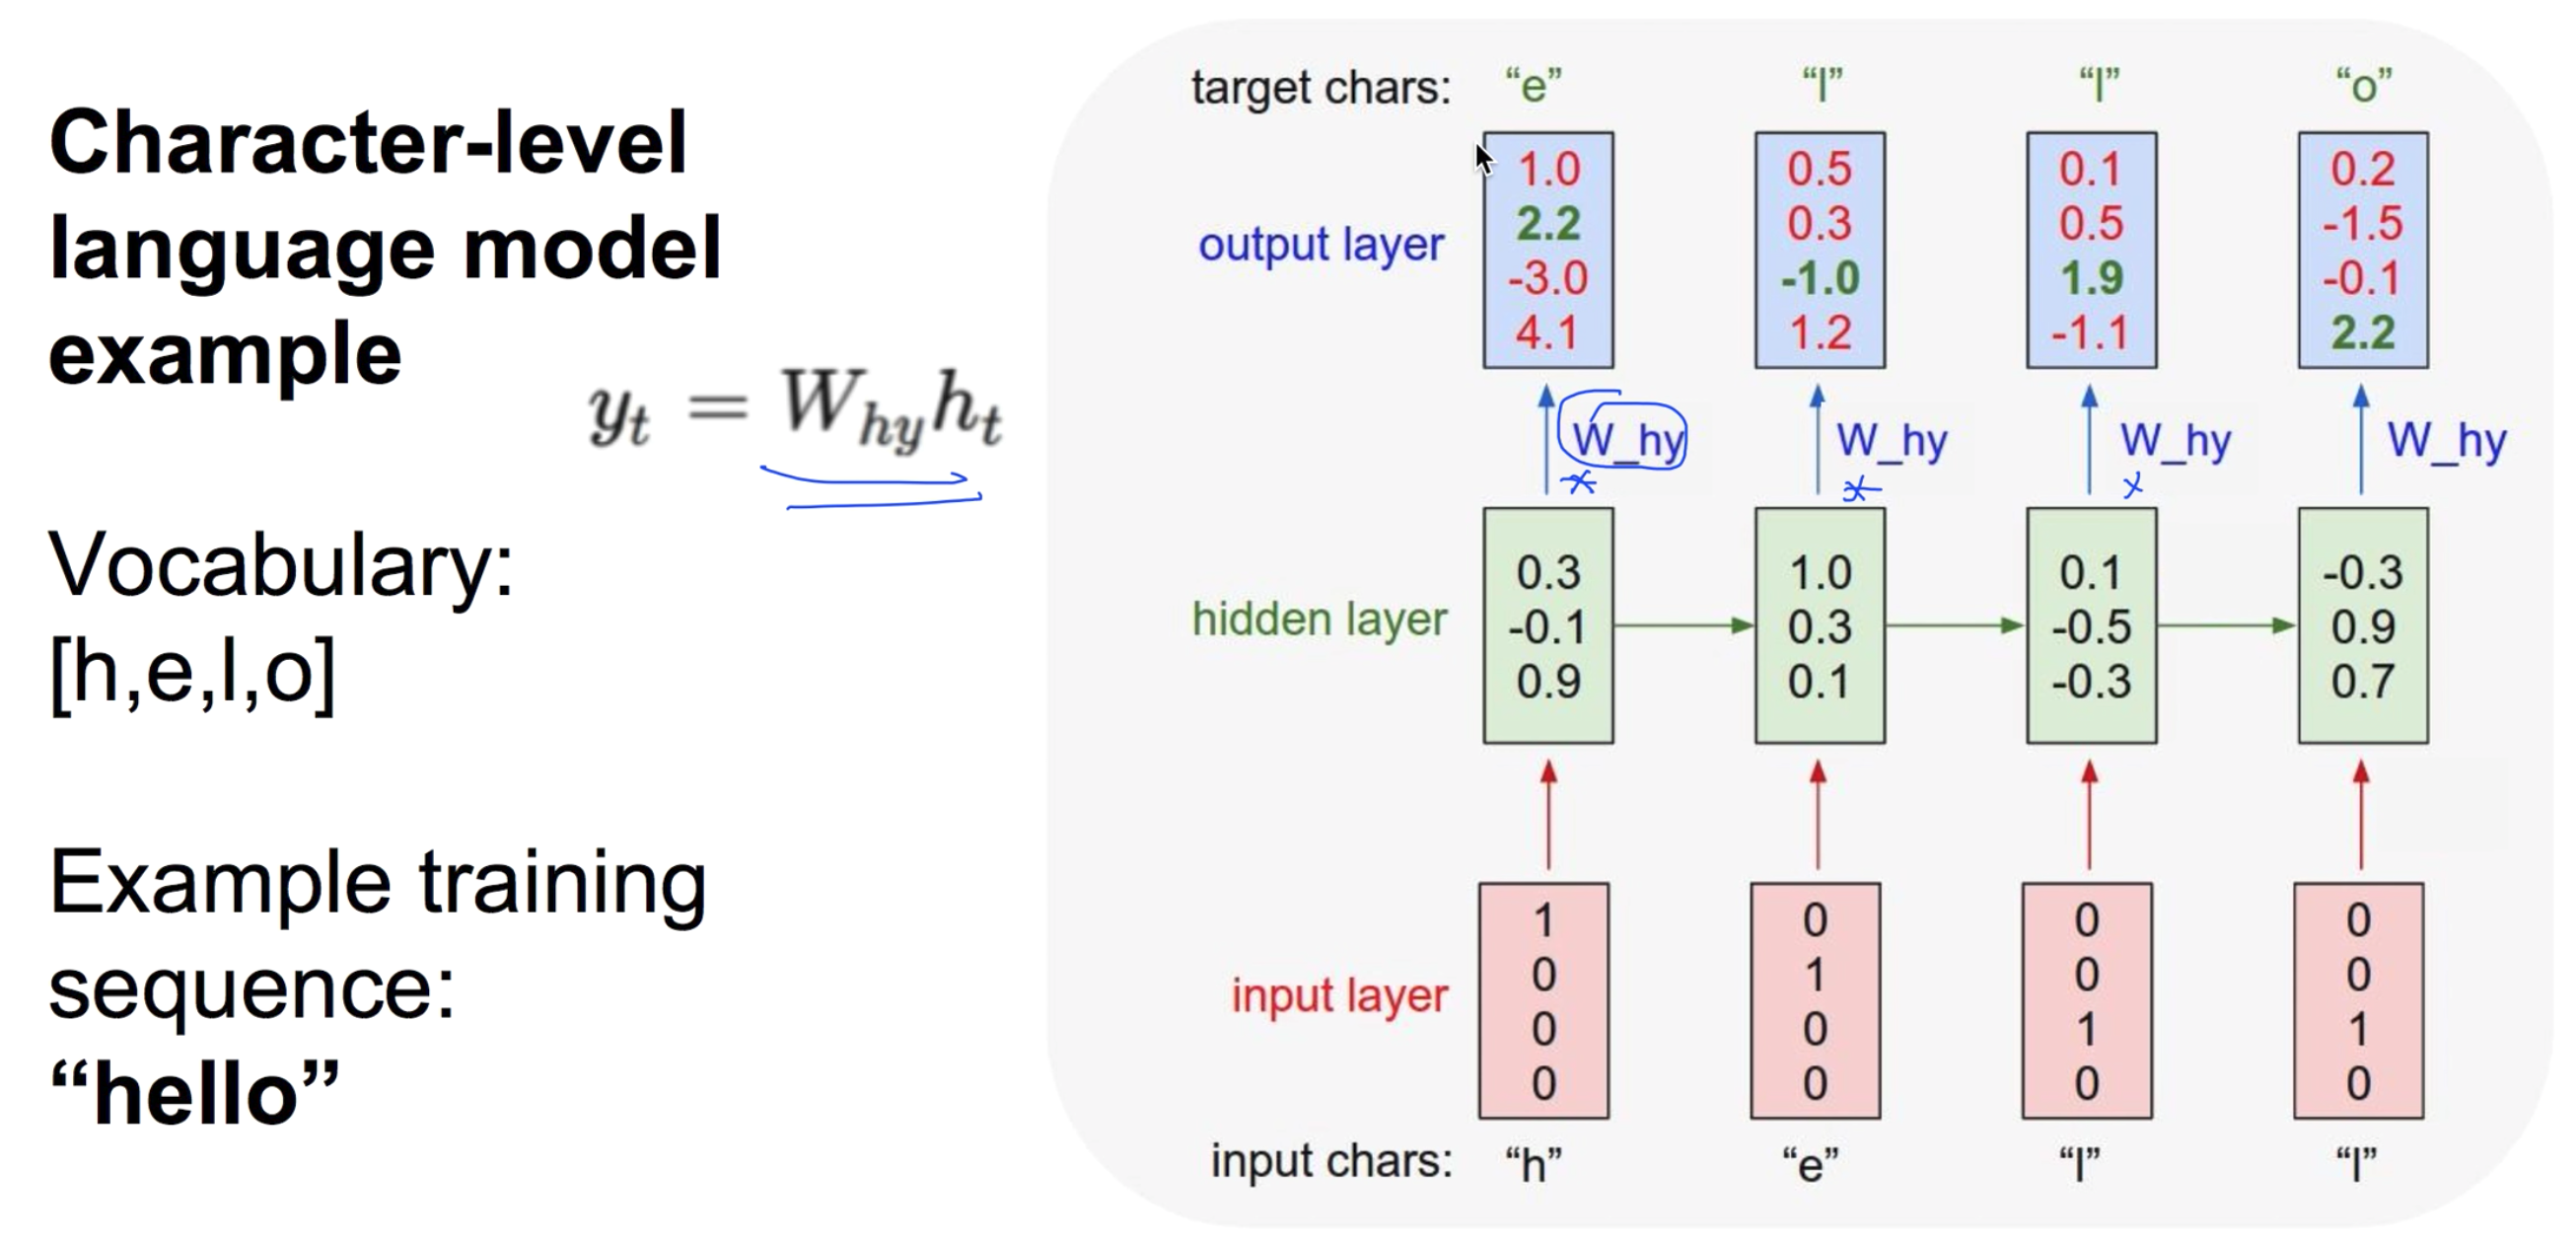 Character-level
language model
example
y_t = W_{hy} h_t
Vocabulary:
[h,e,l,o]
Example training
sequence:
“hello”
target chars: “e” “l” “l” “o”
1.0 0.5 0.1 0.2
2.2 0.3 0.5 -1.5
output layer
-3.0 -1.0 1.9 -0.1
4.1 1.2 -1.1 2.2
W_hy W_hy W_hy W_hy
0.3 1.0 0.1 -0.3
hidden layer -0.1 0.3 -0.5 0.9
0.9 0.1 -0.3 0.7
1 0 0 0
0 1 0 0
input layer
0 0 1 1
0 0 0 0
input chars: “h” “e” “l” “l”